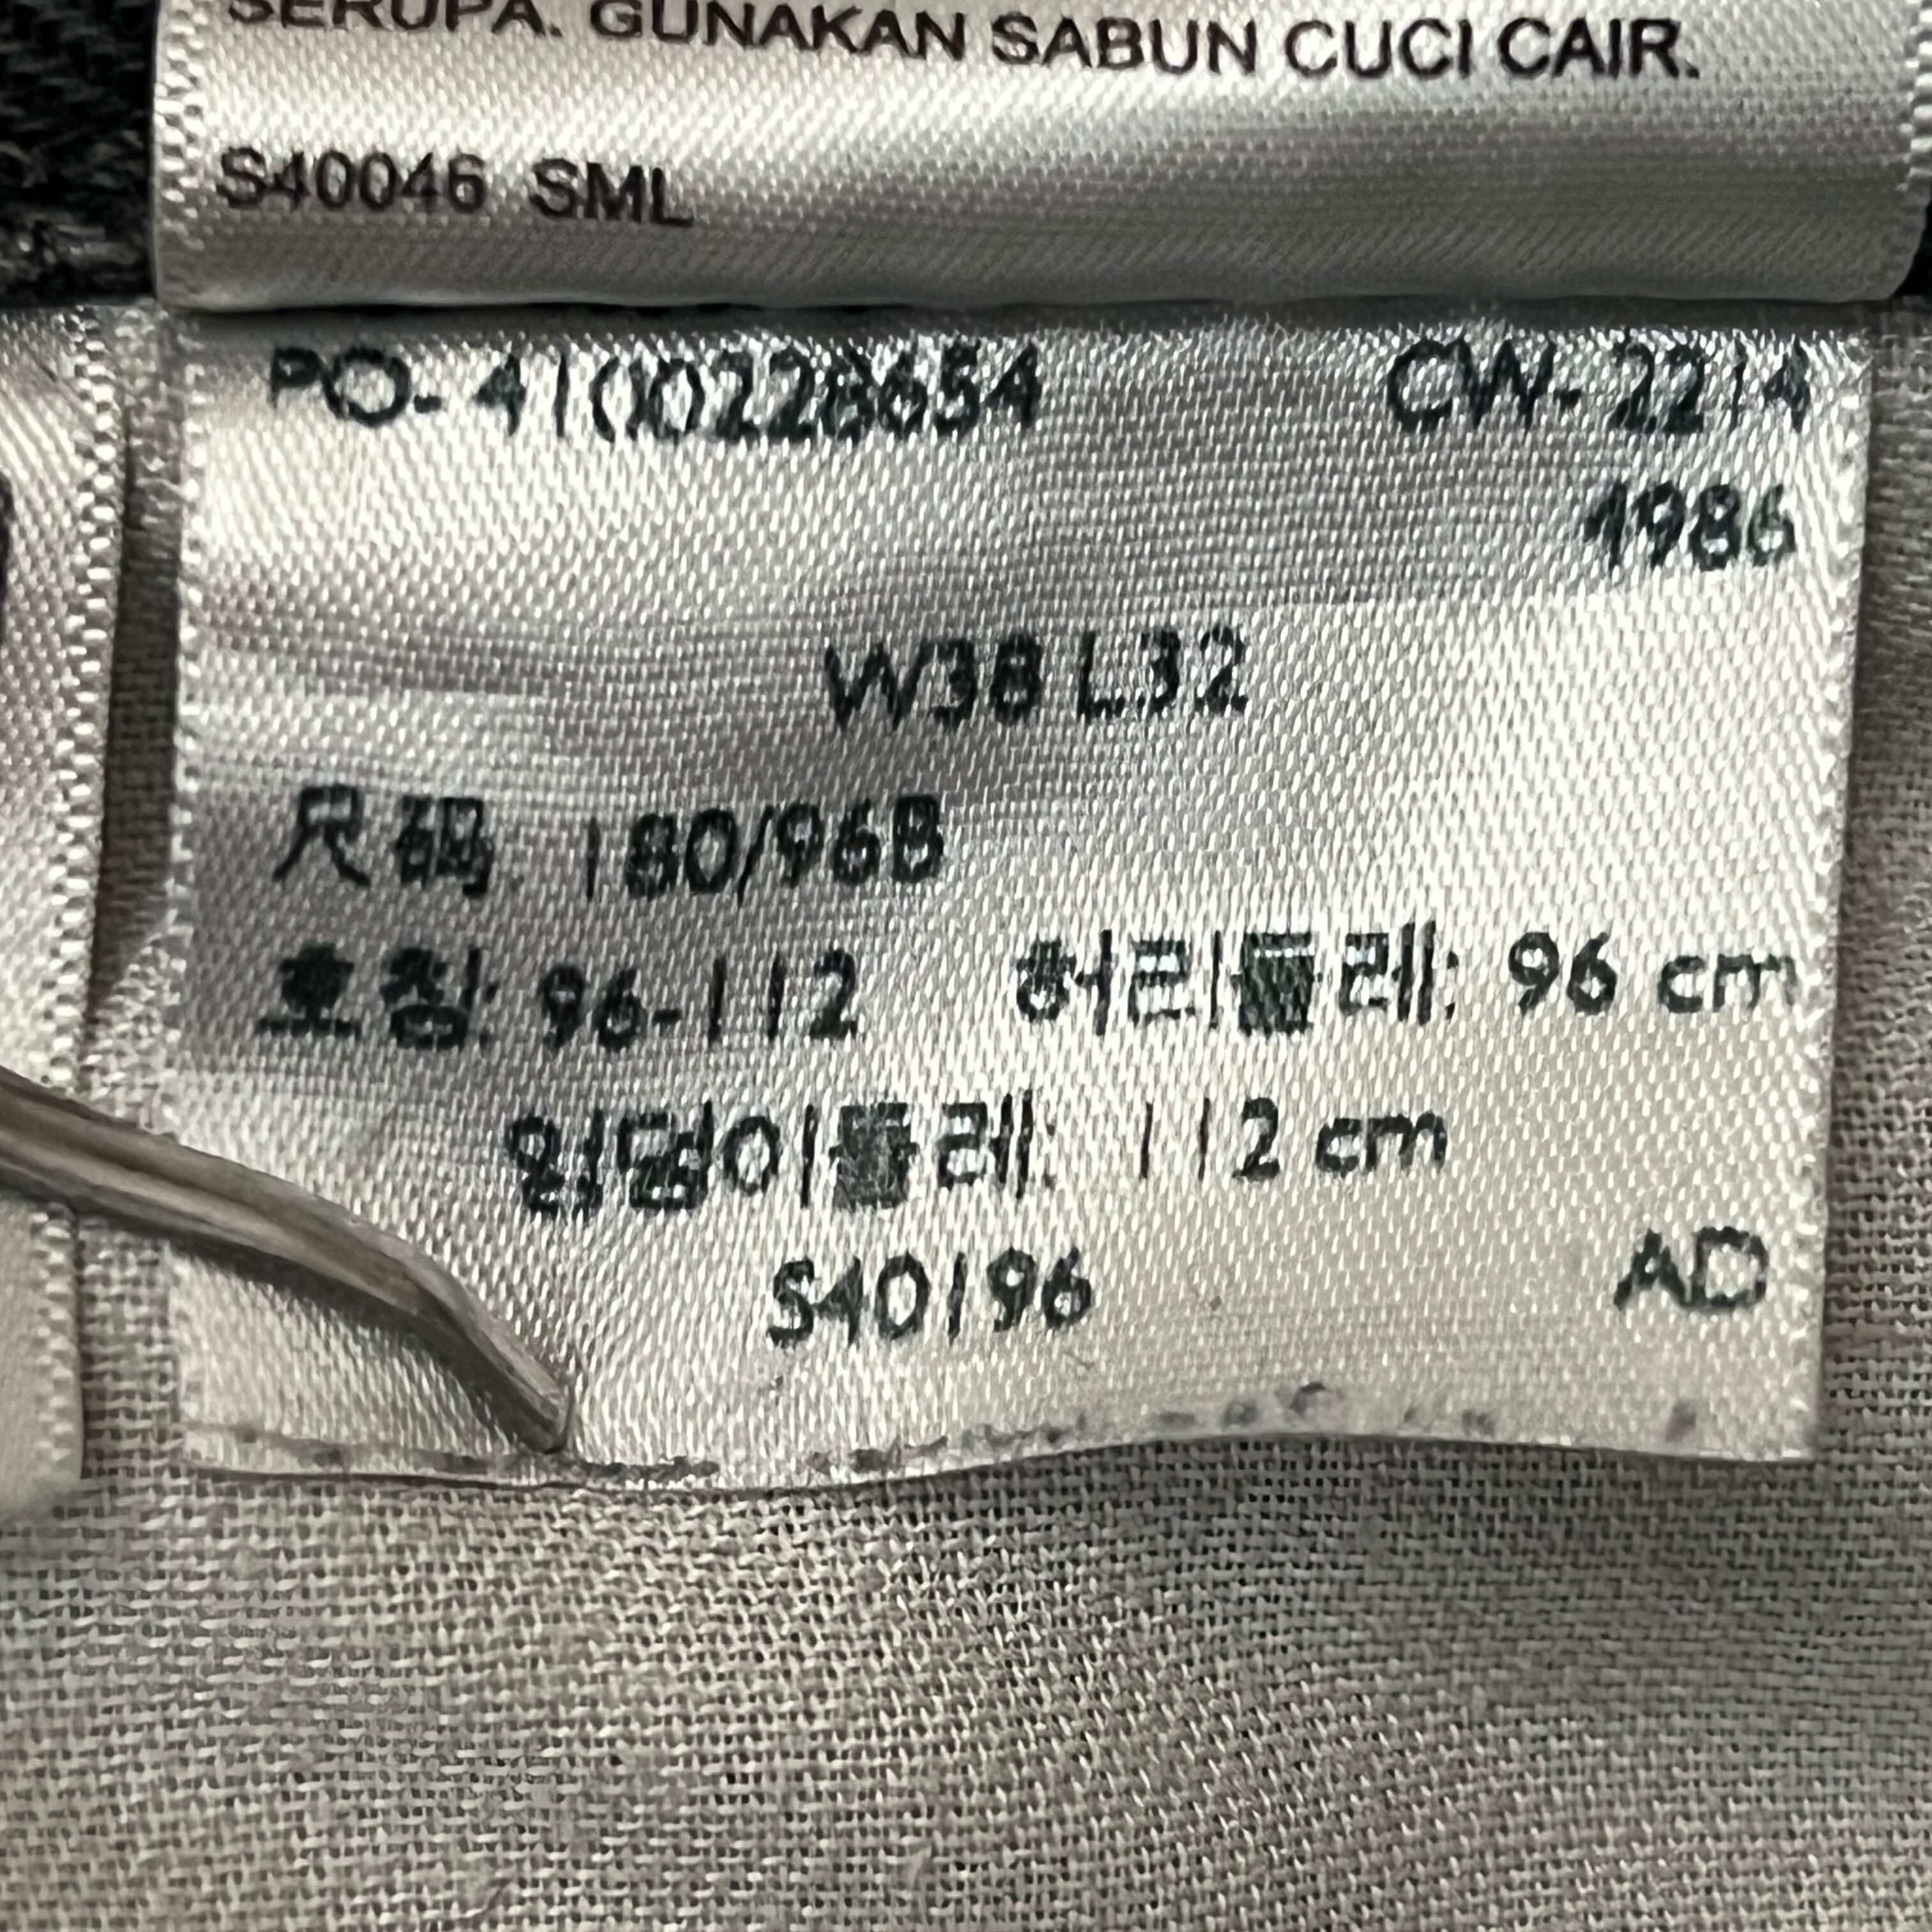 SERUPA. GUNAKAN SABUN CUCI CAIR.
S40046 SML
PO- 4100228654 CW- 2214
1986
W38 L32
尺码 180/96B
호칭: 96-112 허리둘레: 96 cm
엉덩이둘레: 112 cm
S40196 AD